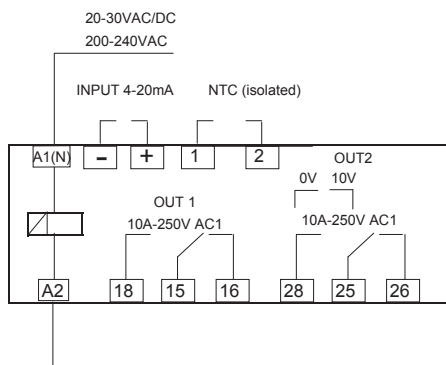 20-30VAC/DC
200-240VAC
INPUT 4-20mA NTC (isolated)
A1(N) - + 1 2
OUT2
0V 10V
OUT 1
10A-250V AC1 10A-250V AC1
A2 18 15 16 28 25 26